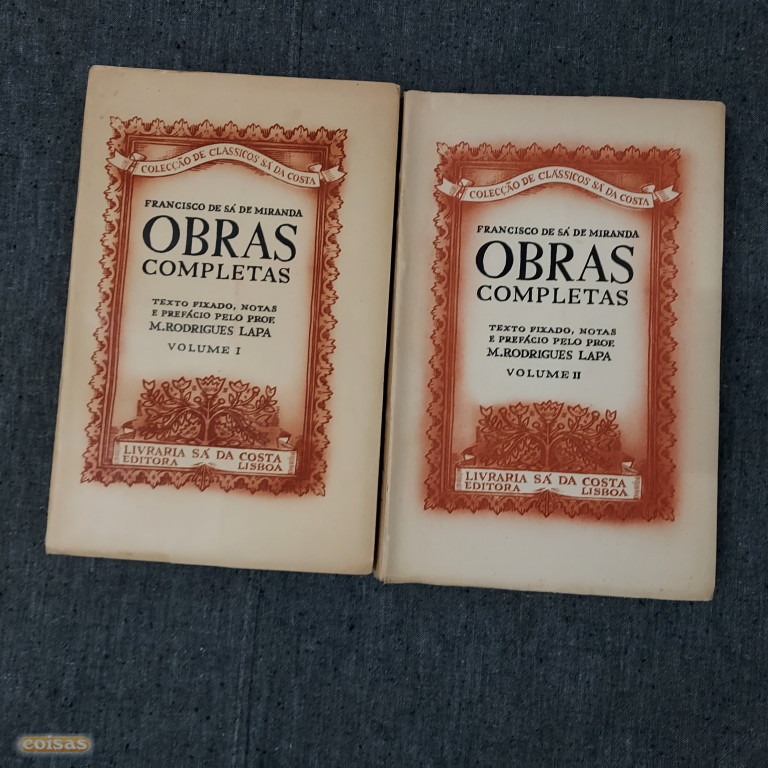 COLECÇÃO DE CLÁSSICOS SÁ DA COSTA
FRANCISCO DE SÁ DE MIRANDA
OBRAS
COMPLETAS
TEXTO FIXADO, NOTAS
E PREFÁCIO PELO PROF.
M. RODRIGUES LAPA
VOLUME I
LIVRARIA SÁ DA COSTA
EDITORA LISBOA
COLECÇÃO DE CLÁSSICOS SÁ DA COSTA
FRANCISCO DE SÁ DE MIRANDA
OBRAS
COMPLETAS
TEXTO FIXADO, NOTAS
E PREFÁCIO PELO PROF.
M. RODRIGUES LAPA
VOLUME II
LIVRARIA SÁ DA COSTA
EDITORA LISBOA
coisas